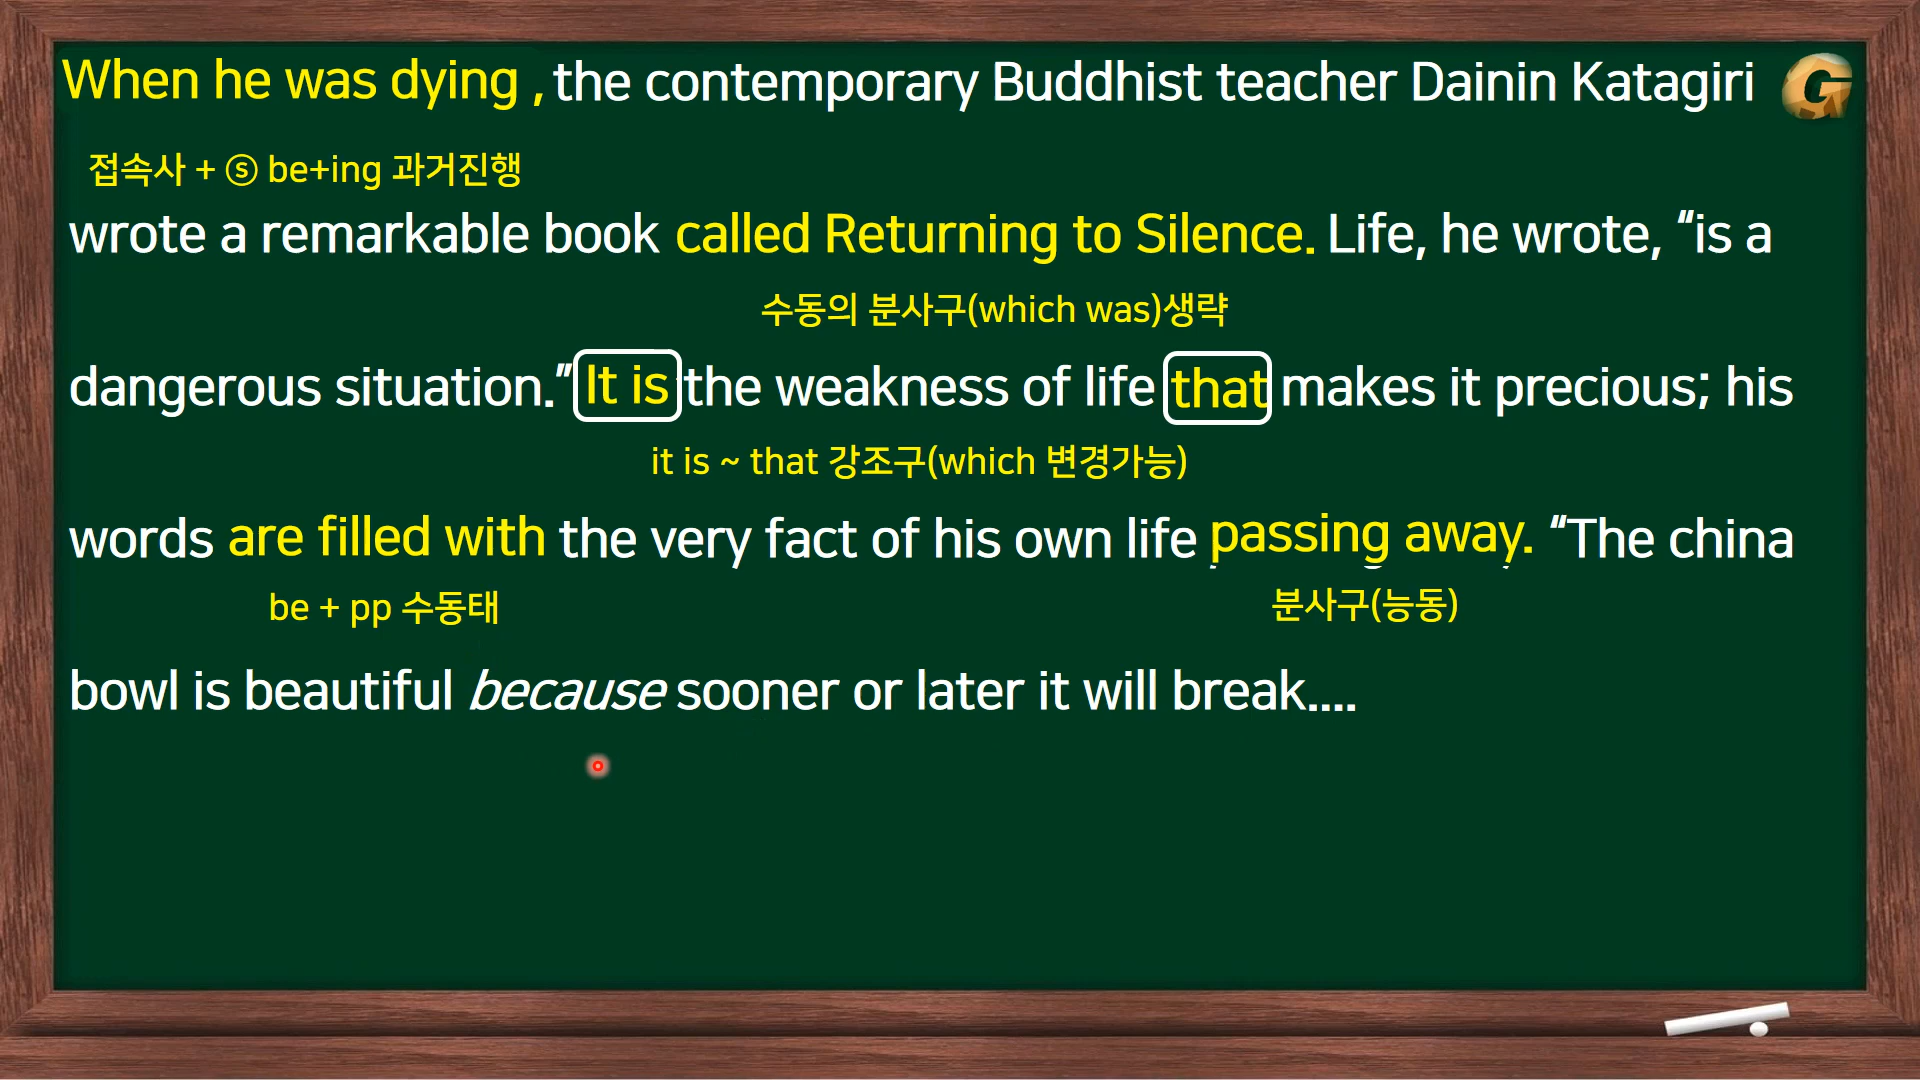 When he was dying , the contemporary Buddhist teacher Dainin Katagiri
접속사 + ⓢ be+ing 과거진행
wrote a remarkable book called Returning to Silence. Life, he wrote, “is a
수동의 분사구(which was)생략
dangerous situation.” It is the weakness of life that makes it precious; his
it is ~ that 강조구(which 변경가능)
words are filled with the very fact of his own life passing away. “The china
be + pp 수동태 분사구(능동)
bowl is beautiful because sooner or later it will break....